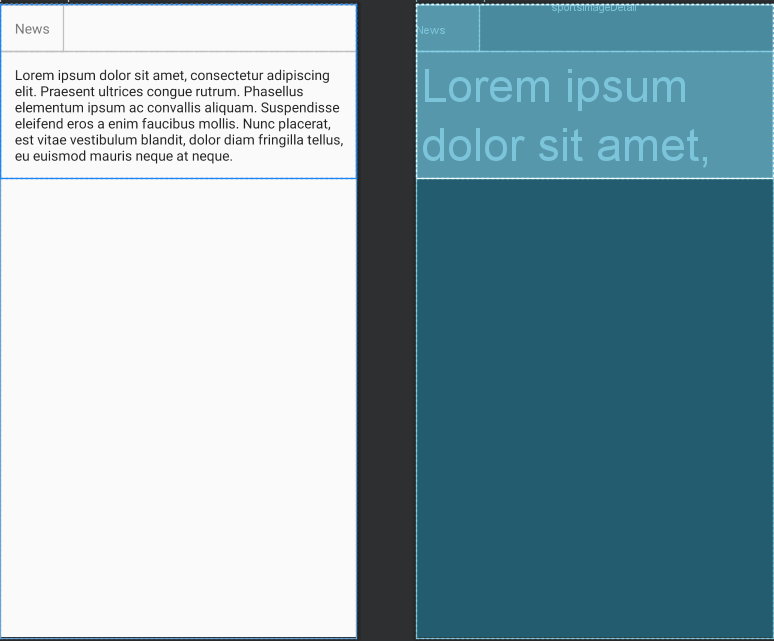 News
Lorem ipsum dolor sit amet, consectetur adipiscing
elit. Praesent ultrices congue rutrum. Phasellus
elementum ipsum ac convallis aliquam. Suspendisse
eleifend eros a enim faucibus mollis. Nunc placerat,
est vitae vestibulum blandit, dolor diam fringilla tellus,
eu euismod mauris neque at neque.
sportsImageDetail
News
Lorem ipsum
dolor sit amet,